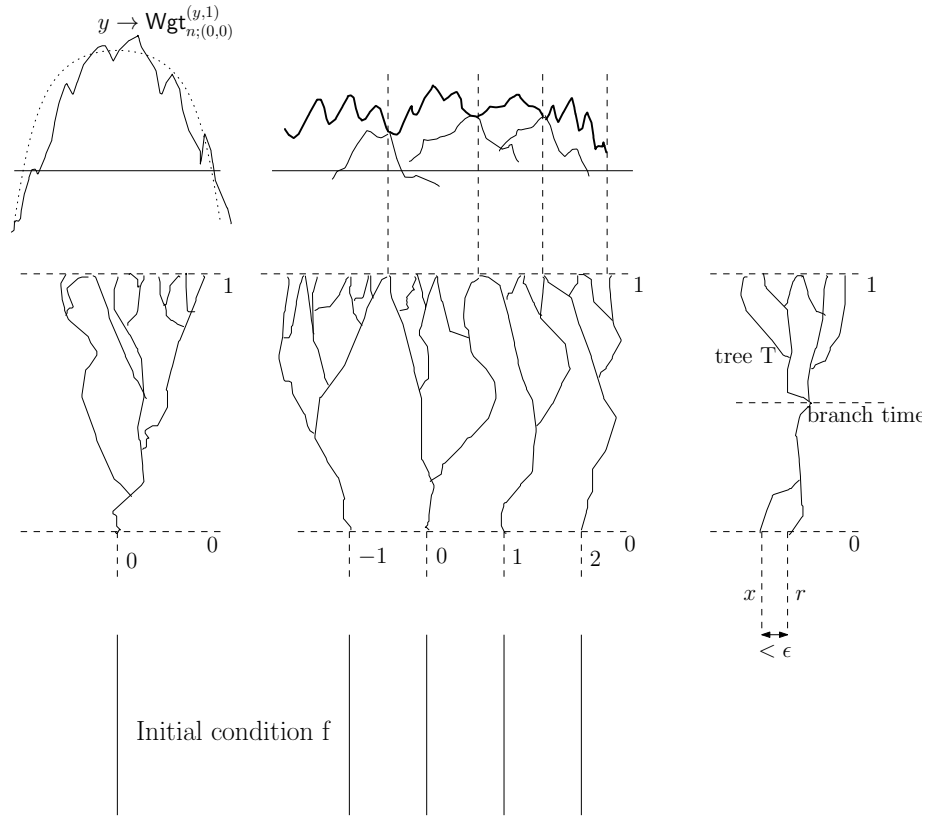 y → Wgt_{n;(0,0)}^{(y,1)}
1
1
1
tree T
branch time
0
0
−1
0
1
2
0
0
x
r
< ϵ
Initial condition f